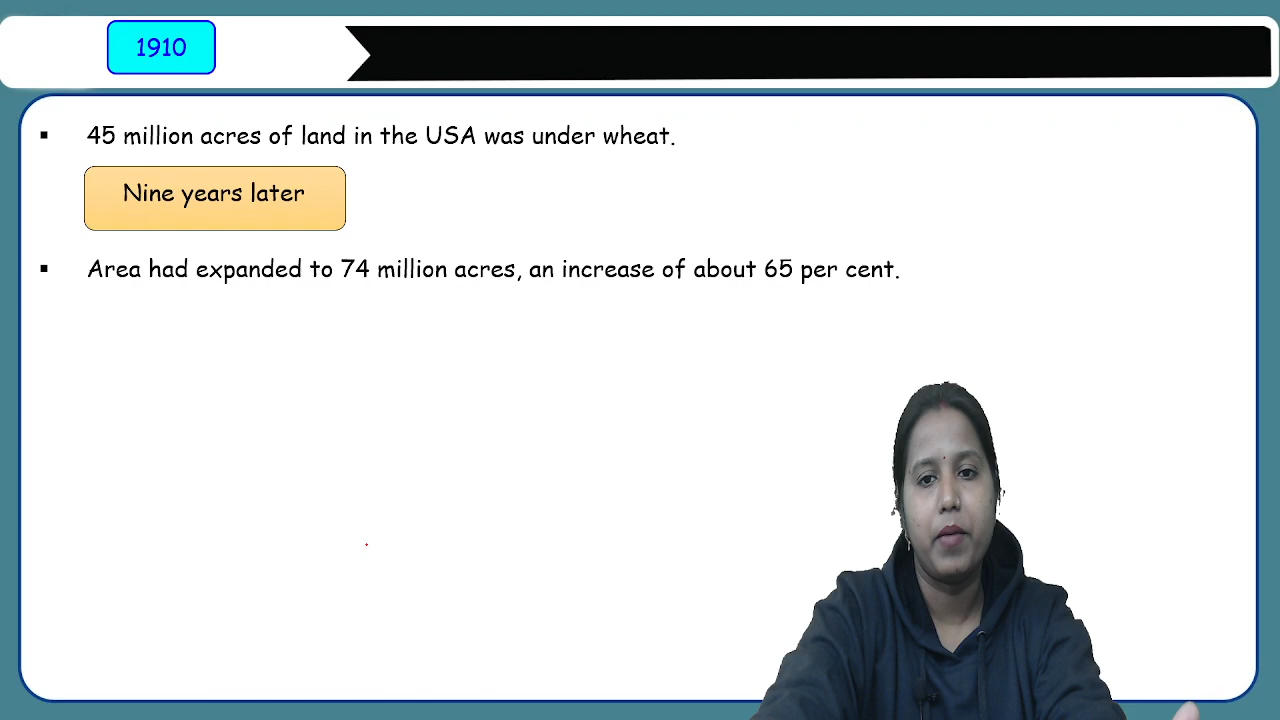 1910
▪ 45 million acres of land in the USA was under wheat.
Nine years later
▪ Area had expanded to 74 million acres, an increase of about 65 per cent.